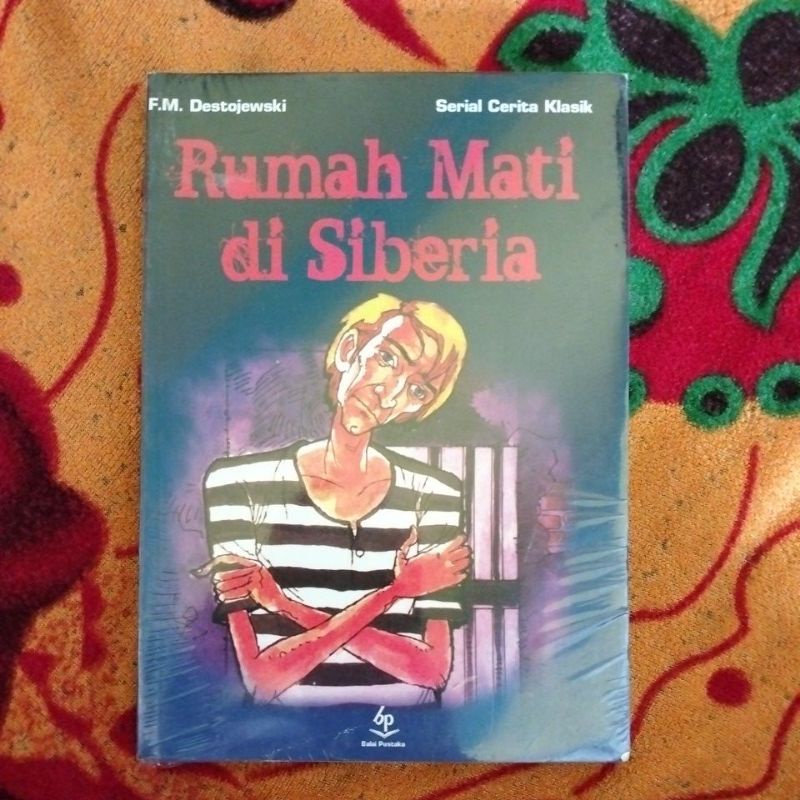 F.M. Destojewski
Serial Cerita Klasik
Rumah Mati
di Siberia
bp
Balai Pustaka